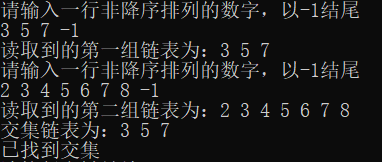 请输入一行非降序排列的数字，以-1结尾
3 5 7 -1
读取到的第一组链表为：3 5 7
请输入一行非降序排列的数字，以-1结尾
2 3 4 5 6 7 8 -1
读取到的第二组链表为：2 3 4 5 6 7 8
交集链表为：3 5 7
已找到交集